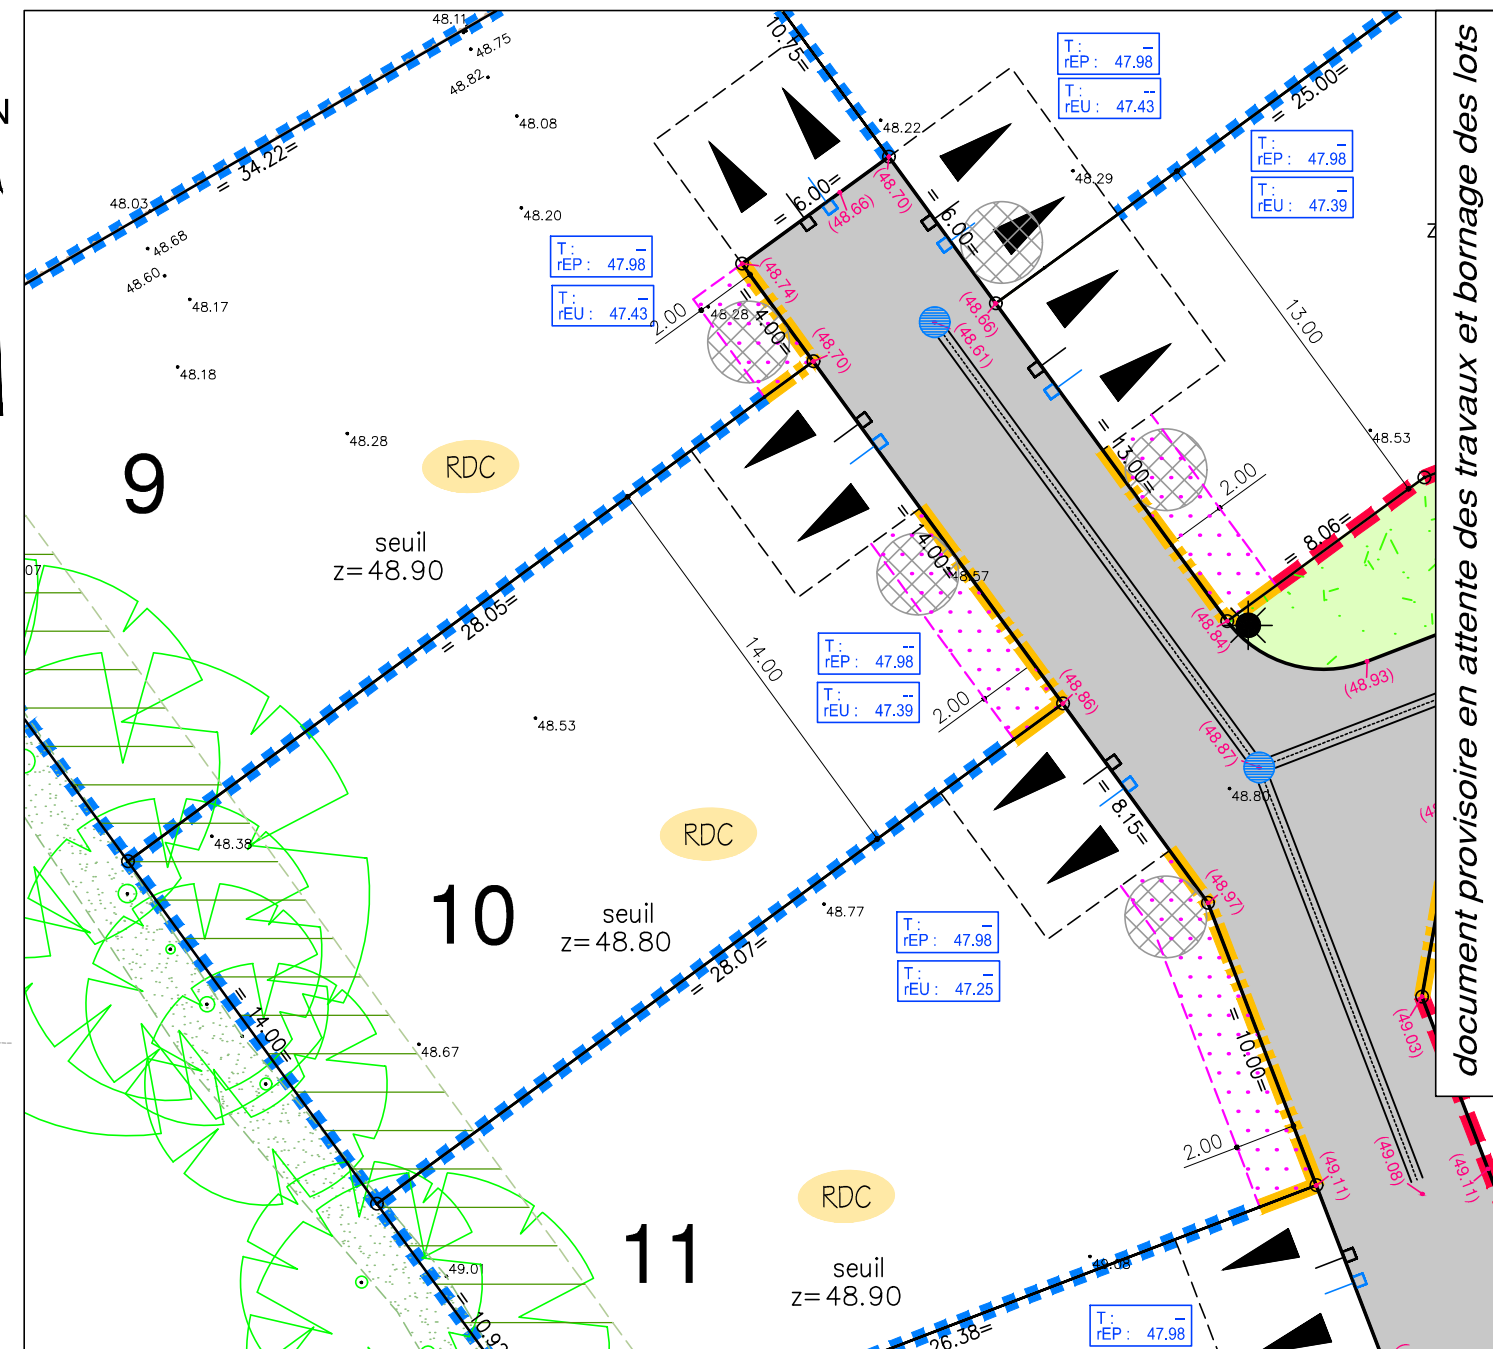 48.11
48.75
48.82
48.08
= 34.22=
48.03
48.68
48.60
48.17
48.20
48.18
48.28
9
RDC
seuil
z=48.90
10.75=
T : –
rEP : 47.98
T : --
rEU : 47.43
= 25.00=
48.22
48.29
T : –
rEP : 47.98
T : –
rEU : 47.39
= 6.00=
(48.66)
(48.70)
= 6.00=
T : –
rEP : 47.98
T : –
rEU : 47.43
(48.74)
2.00
48.28
= 4.00=
(48.70)
(48.66)
(48.61)
13.00
48.53
= 13.00=
2.00
= 8.06=
(48.84)
(48.93)
= 28.05=
14.00
= 14.00=
48.57
T : --
rEP : 47.98
T : --
rEU : 47.39
2.00
(48.86)
(48.87)
48.80
48.53
48.38
07
RDC
10
seuil
z=48.80
48.77
= 28.07=
= 8.15=
(48.97)
T : –
rEP : 47.98
T : –
rEU : 47.25
= 14.00=
48.67
= 10.00=
2.00
(49.03)
(49.08)
(49.11)
(49.11)
RDC
11
seuil
z=48.90
49.01
49.08
26.38=
T : –
rEP : 47.98
document provisoire en attente des travaux et bornage des lots